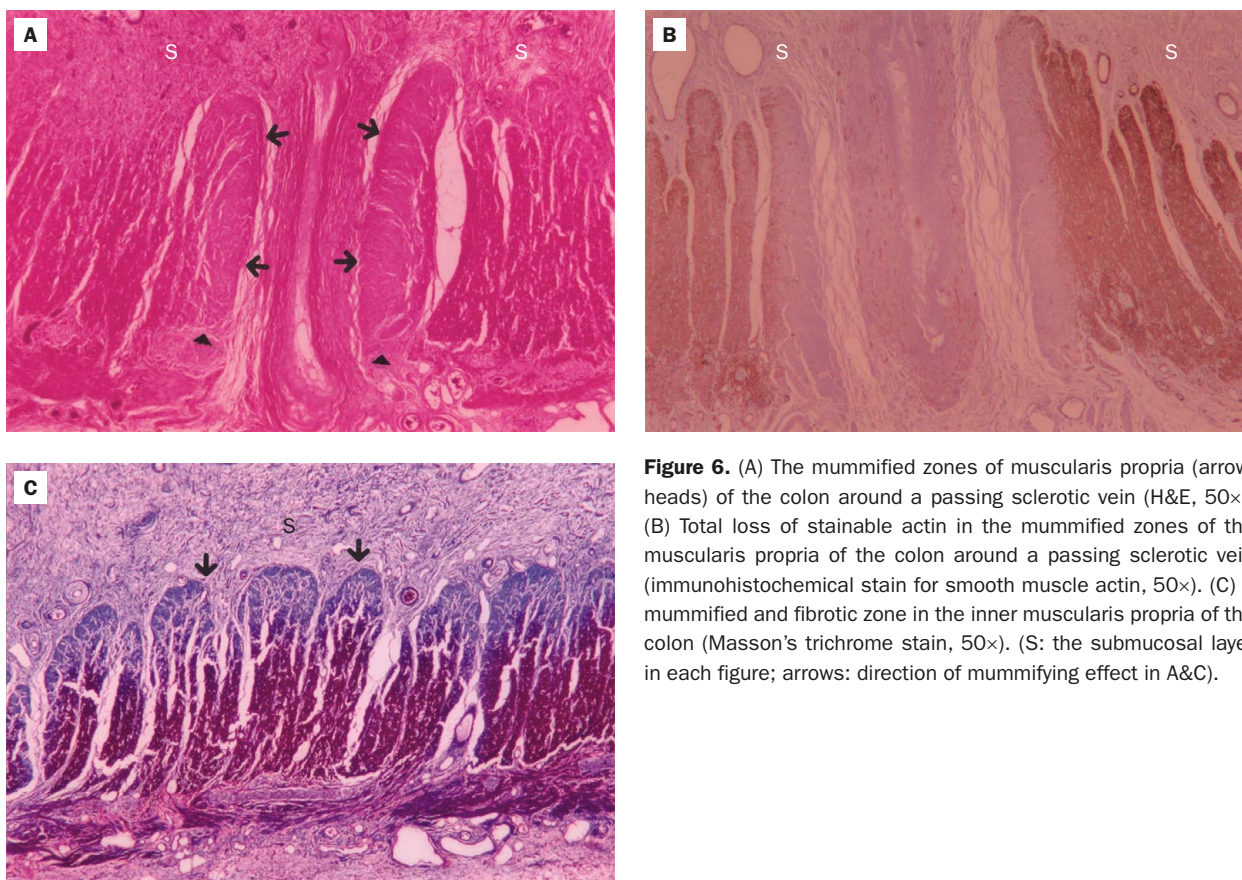 A
S
S
B
S
S
C
S
Figure 6. (A) The mummified zones of muscularis propria (arrow
heads) of the colon around a passing sclerotic vein (H&E, 50×
(B) Total loss of stainable actin in the mummified zones of th
muscularis propria of the colon around a passing sclerotic vei
(immunohistochemical stain for smooth muscle actin, 50×). (C)
mummified and fibrotic zone in the inner muscularis propria of th
colon (Masson's trichrome stain, 50×). (S: the submucosal laye
in each figure; arrows: direction of mummifying effect in A&C).